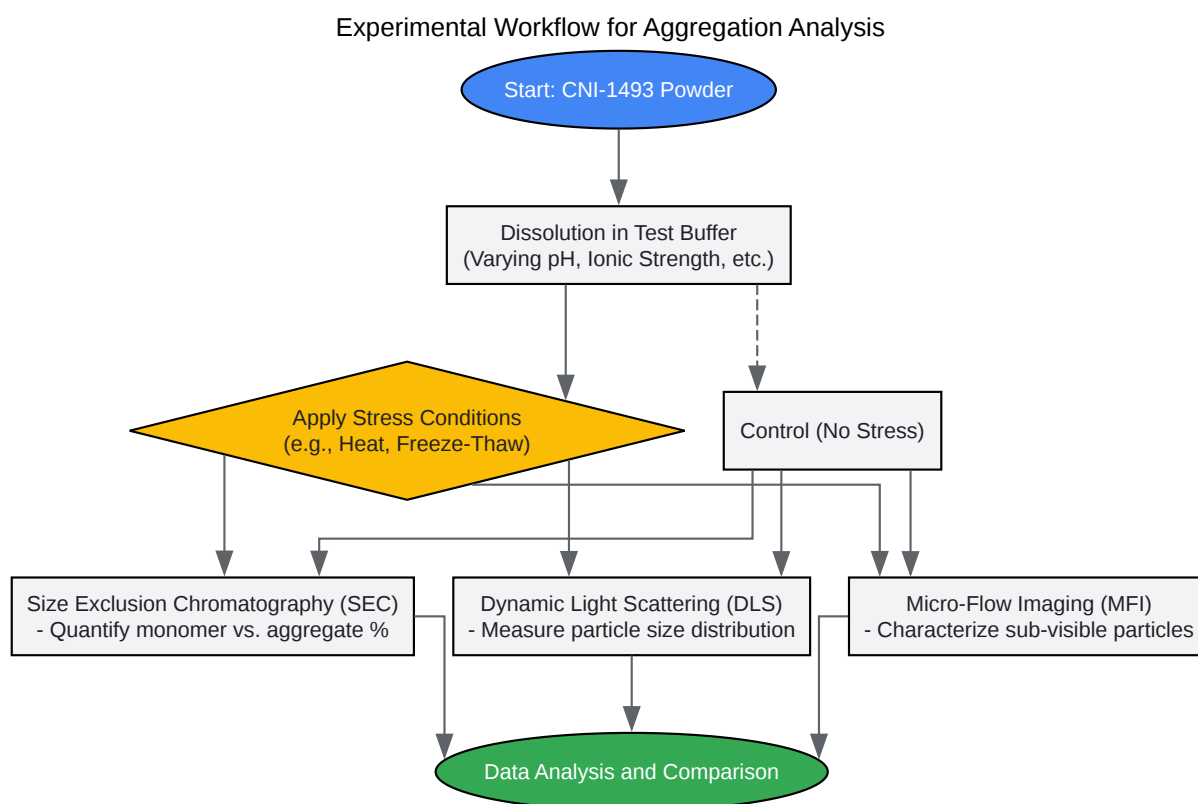 Experimental Workflow for Aggregation Analysis
Start: CNI-1493 Powder
Dissolution in Test Buffer
(Varying pH, Ionic Strength, etc.)
Apply Stress Conditions
(e.g., Heat, Freeze-Thaw)
Control (No Stress)
Size Exclusion Chromatography (SEC)
- Quantify monomer vs. aggregate %
Dynamic Light Scattering (DLS)
- Measure particle size distribution
Micro-Flow Imaging (MFI)
- Characterize sub-visible particles
Data Analysis and Comparison